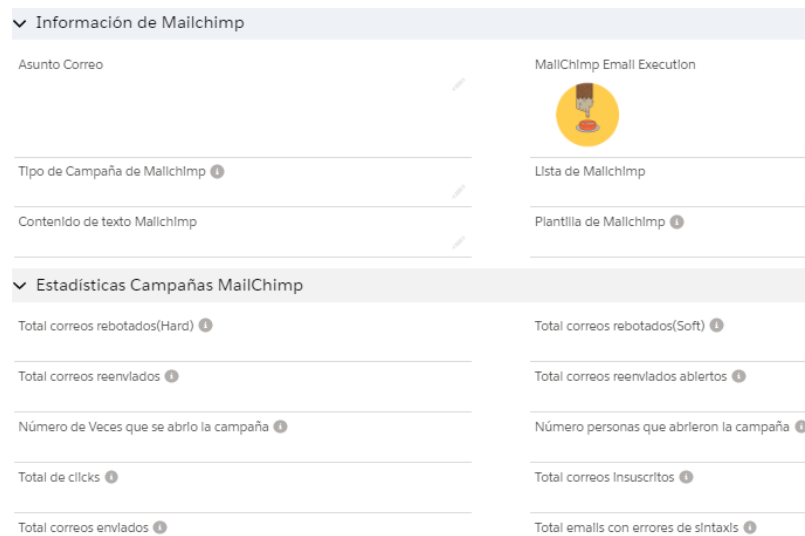 Información de Mailchimp
Asunto Correo
MailChimp Email Execution
Tipo de Campaña de Mailchimp
Lista de Mailchimp
Contenido de texto Mailchimp
Plantilla de Mailchimp
Estadísticas Campañas MailChimp
Total correos rebotados(Hard)
Total correos rebotados(Soft)
Total correos reenviados
Total correos reenviados abiertos
Número de Veces que se abrio la campaña
Número personas que abrieron la campaña
Total de clicks
Total correos Insuscritos
Total correos enviados
Total emails con errores de sintaxis